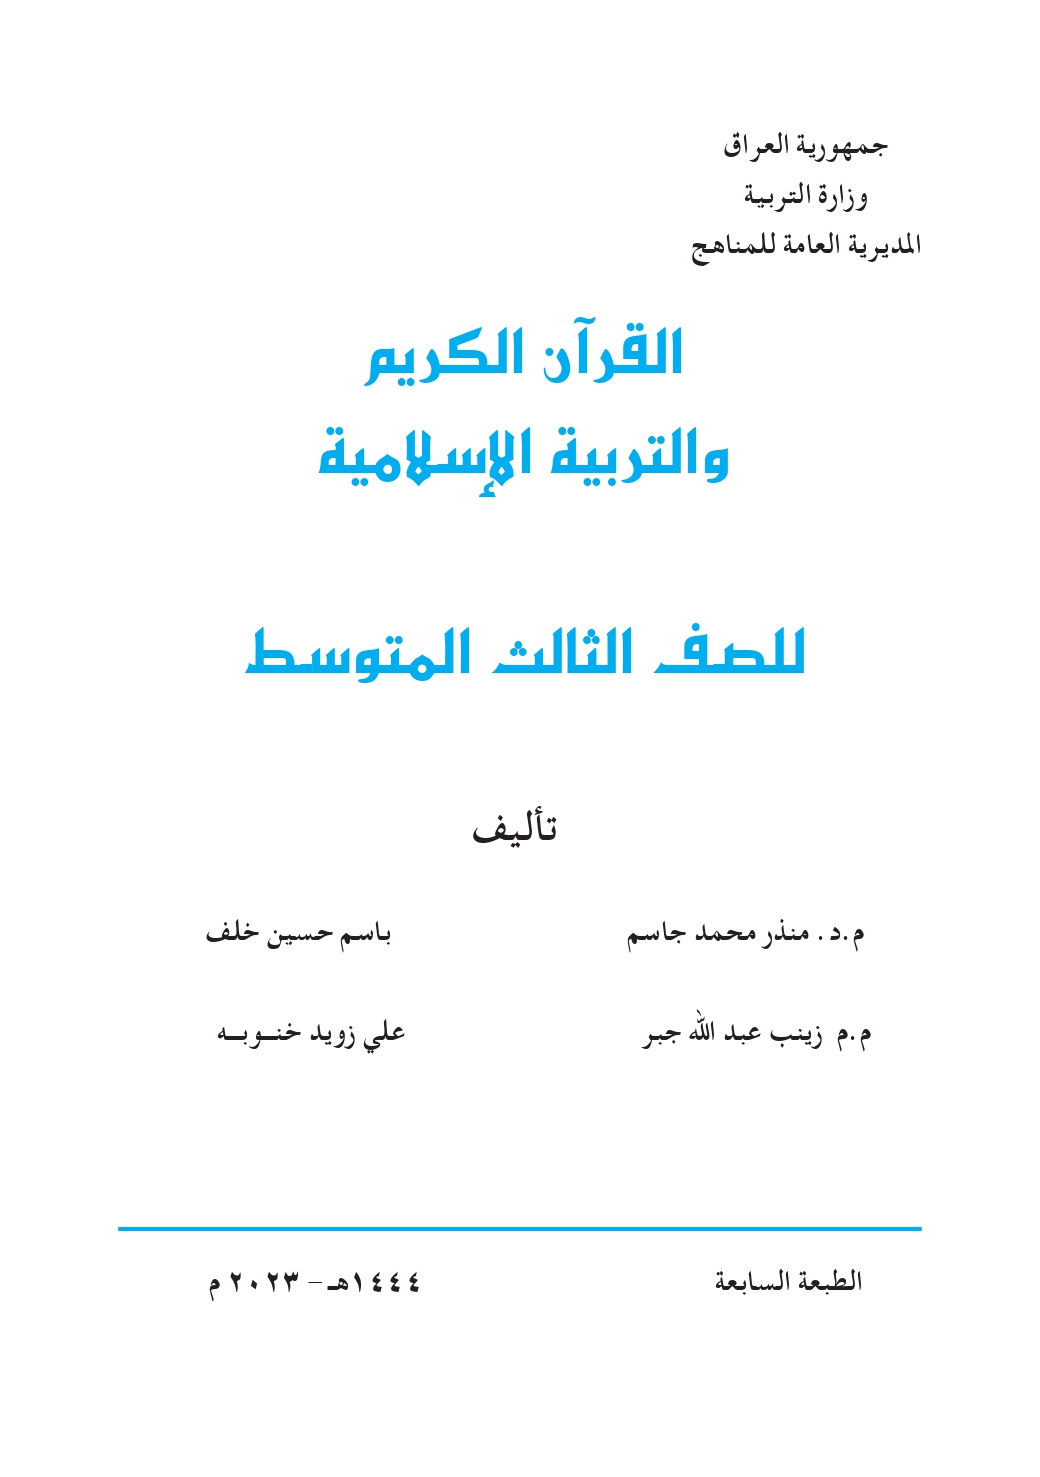 جمهورية العراق
وزارة التربية
المديرية العامة للمناهج
القرآن الكريم
والتربية الإسلامية
للصف الثالث المتوسط
تأليف
م.د. منذر محمد جاسم باسم حسين خلف
م.م زينب عبد الله جبر علي زويد خنـوبـه
الطبعة السابعة ١٤٤٤هـ – ٢٠٢٣ م